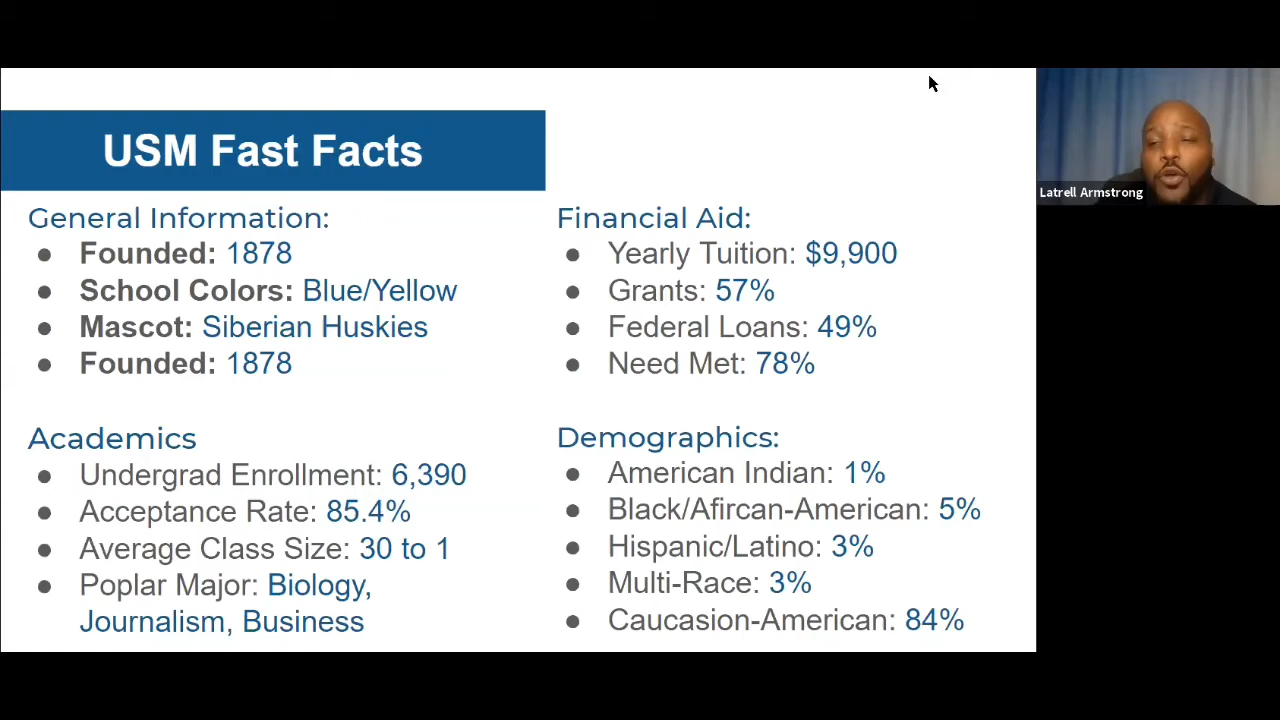 USM Fast Facts
General Information:
● Founded: 1878
● School Colors: Blue/Yellow
● Mascot: Siberian Huskies
● Founded: 1878
Academics
● Undergrad Enrollment: 6,390
● Acceptance Rate: 85.4%
● Average Class Size: 30 to 1
● Poplar Major: Biology,
Journalism, Business
Financial Aid:
● Yearly Tuition: $9,900
● Grants: 57%
● Federal Loans: 49%
● Need Met: 78%
Demographics:
● American Indian: 1%
● Black/Afircan-American: 5%
● Hispanic/Latino: 3%
● Multi-Race: 3%
● Caucasion-American: 84%
Latrell Armstrong